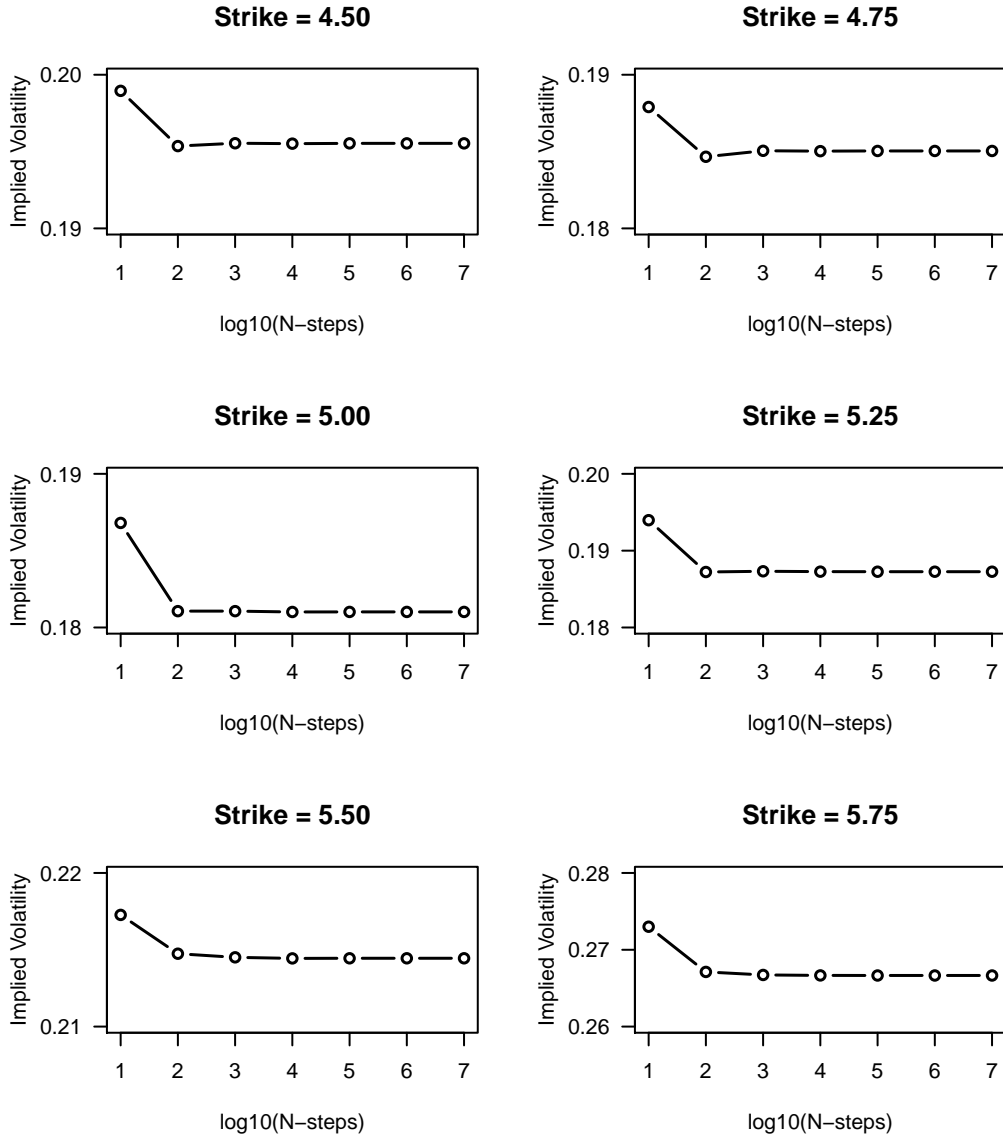 Strike = 4.50
Implied Volatility
0.20
0.19
1 2 3 4 5 6 7
log10(N−steps)
Strike = 4.75
Implied Volatility
0.19
0.18
1 2 3 4 5 6 7
log10(N−steps)
Strike = 5.00
Implied Volatility
0.19
0.18
1 2 3 4 5 6 7
log10(N−steps)
Strike = 5.25
Implied Volatility
0.20
0.19
0.18
1 2 3 4 5 6 7
log10(N−steps)
Strike = 5.50
Implied Volatility
0.22
0.21
1 2 3 4 5 6 7
log10(N−steps)
Strike = 5.75
Implied Volatility
0.28
0.27
0.26
1 2 3 4 5 6 7
log10(N−steps)